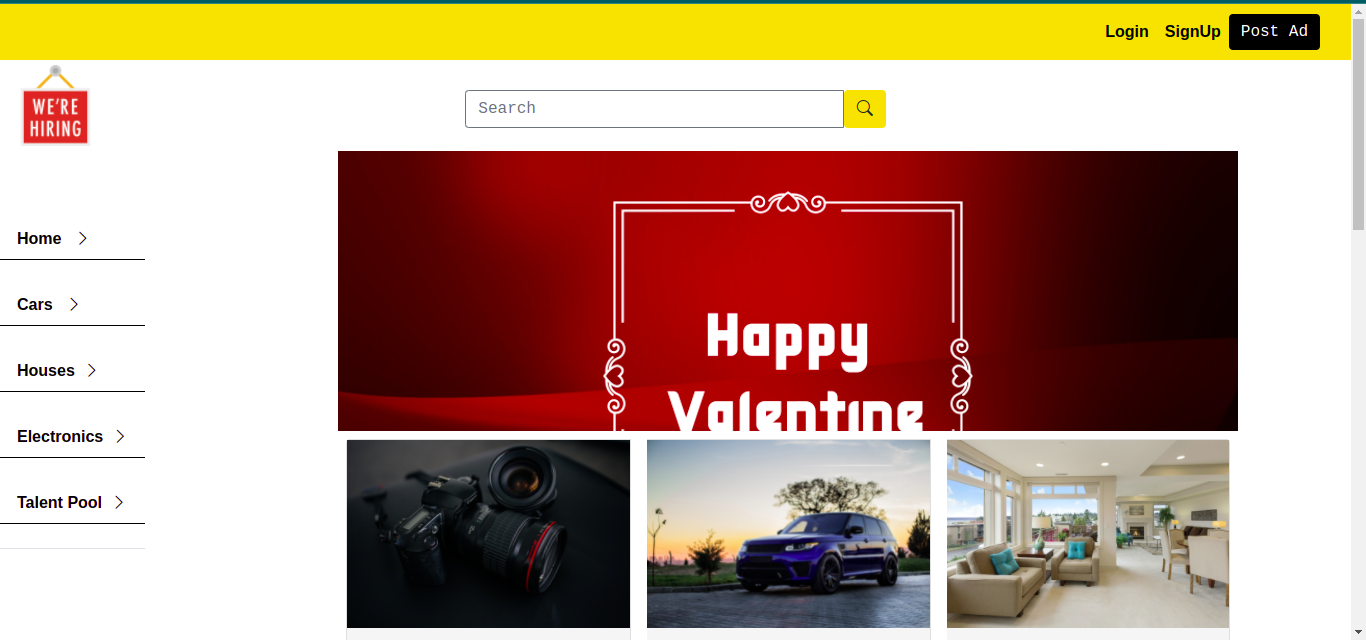 Login SignUp Post Ad
WE'RE
HIRING
Search
Home
Cars
Houses
Electronics
Talent Pool
Happy
Valentine